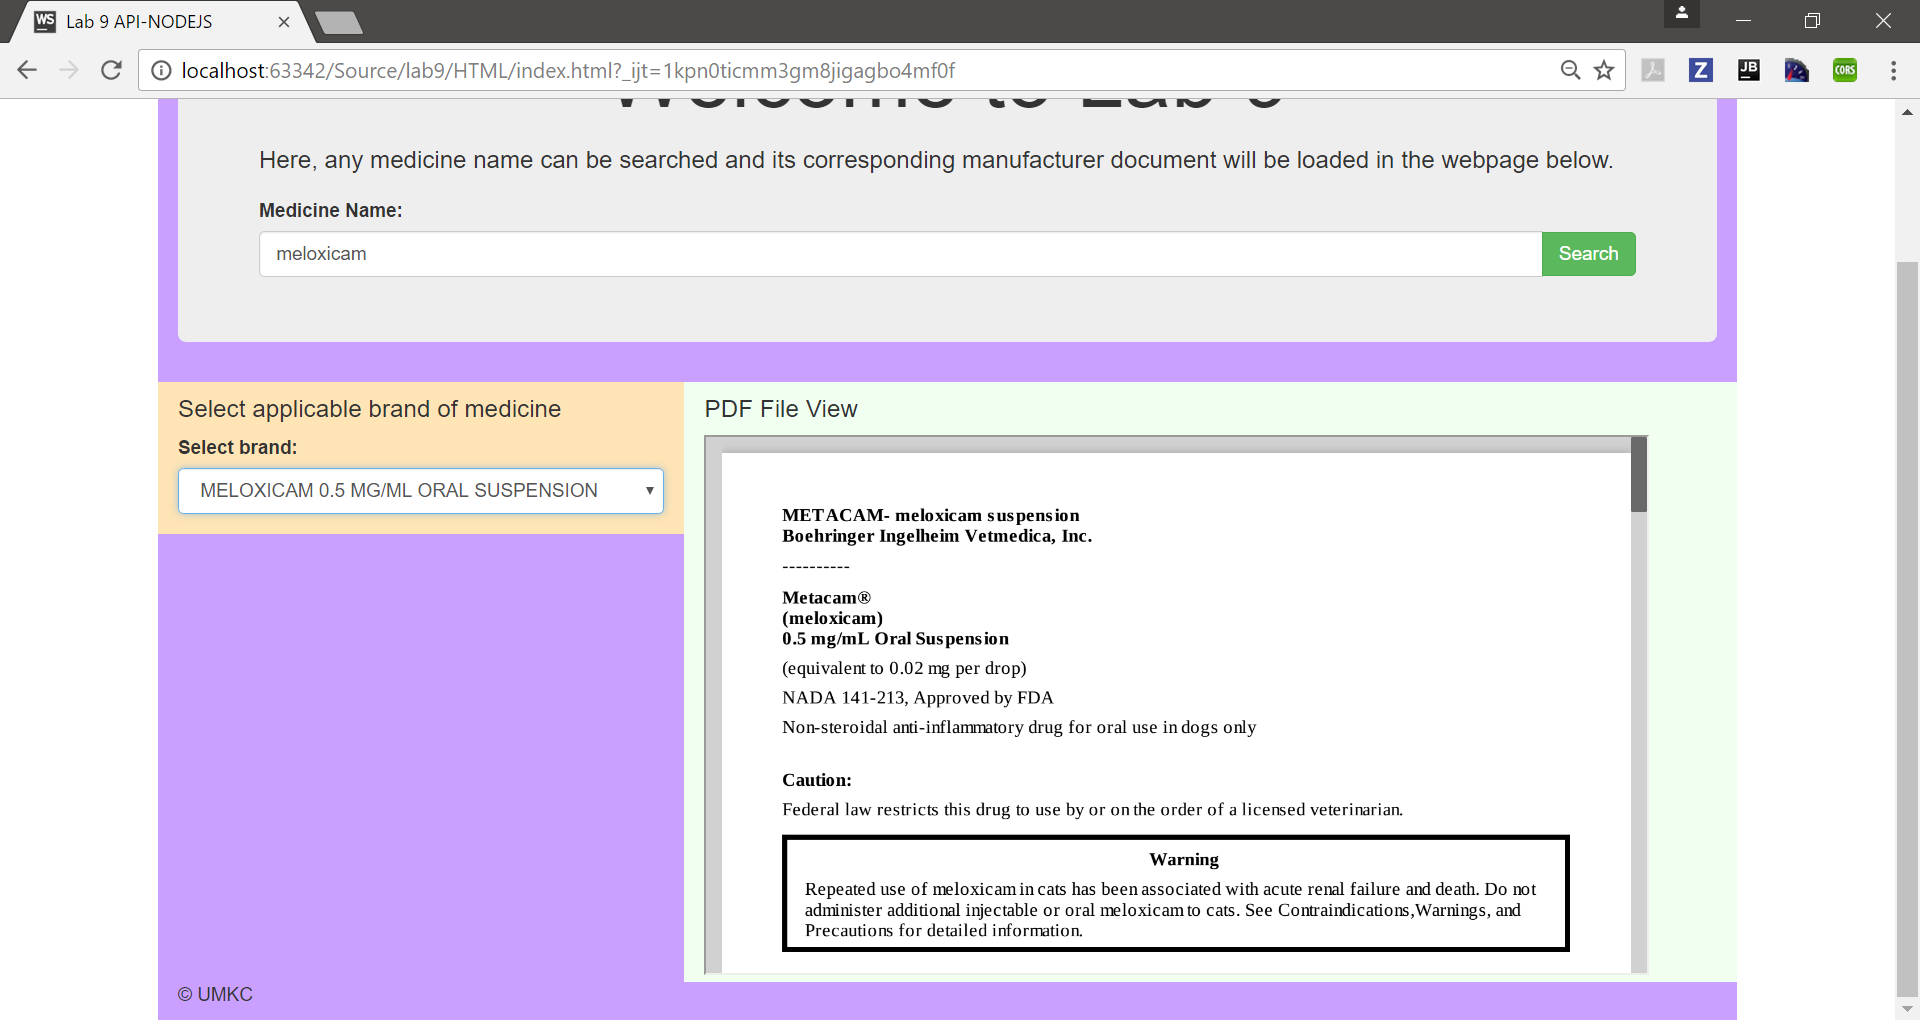 WS Lab 9 API-NODEJS
localhost:63342/Source/lab9/HTML/index.html?_ijt=1kpn0ticmm3gm8jigagbo4mf0f
Z JB CORS
Welcome to Lab 9
Here, any medicine name can be searched and its corresponding manufacturer document will be loaded in the webpage below.
Medicine Name:
meloxicam
Search
Select applicable brand of medicine
Select brand:
MELOXICAM 0.5 MG/ML ORAL SUSPENSION
PDF File View
METACAM- meloxicam suspension
Boehringer Ingelheim Vetmedica, Inc.
----------
Metacam®
(meloxicam)
0.5 mg/mL Oral Suspension
(equivalent to 0.02 mg per drop)
NADA 141-213, Approved by FDA
Non-steroidal anti-inflammatory drug for oral use in dogs only
Caution:
Federal law restricts this drug to use by or on the order of a licensed veterinarian.
Warning
Repeated use of meloxicam in cats has been associated with acute renal failure and death. Do not
administer additional injectable or oral meloxicam to cats. See Contraindications,Warnings, and
Precautions for detailed information.
© UMKC